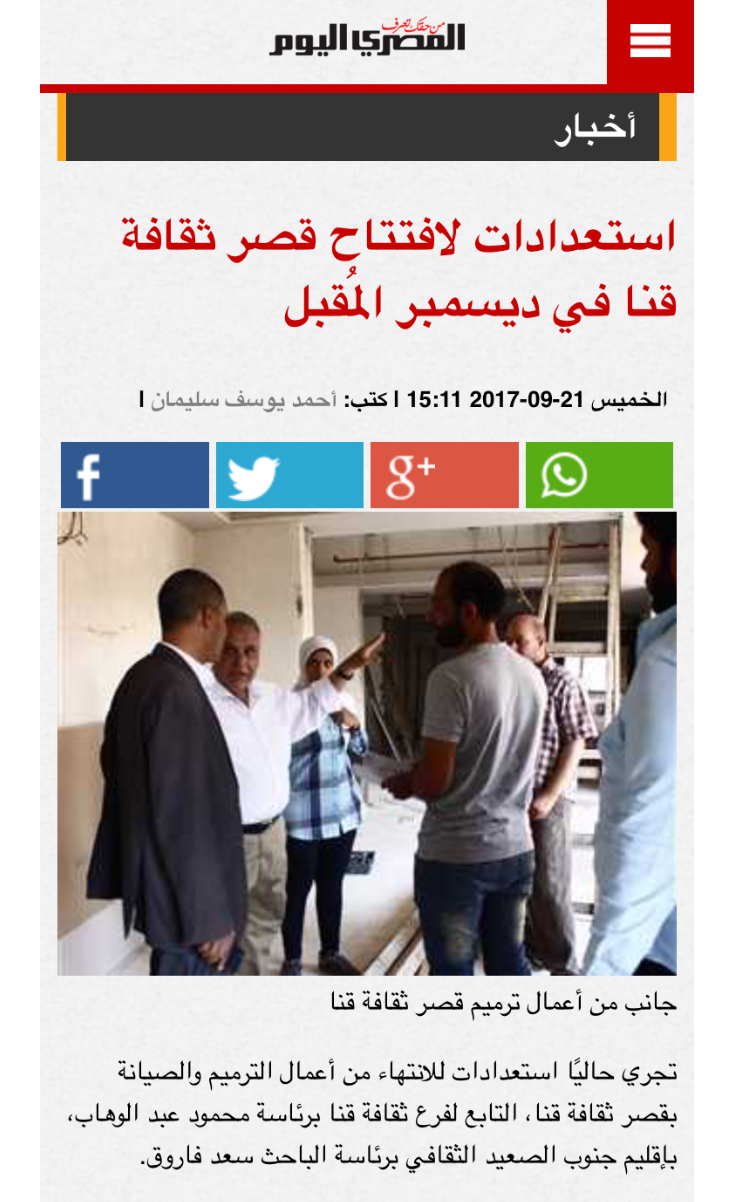 من حقك تعرف
المصري اليوم
أخبار
استعدادات لافتتاح قصر ثقافة
قنا في ديسمبر المُقبل
الخميس 21-09-2017 15:11 | كتب: أحمد يوسف سليمان |
f
g+
جانب من أعمال ترميم قصر ثقافة قنا
تجري حاليًا استعدادات للانتهاء من أعمال الترميم والصيانة
بقصر ثقافة قنا، التابع لفرع ثقافة قنا برئاسة محمود عبد الوهاب،
بإقليم جنوب الصعيد الثقافي برئاسة الباحث سعد فاروق.